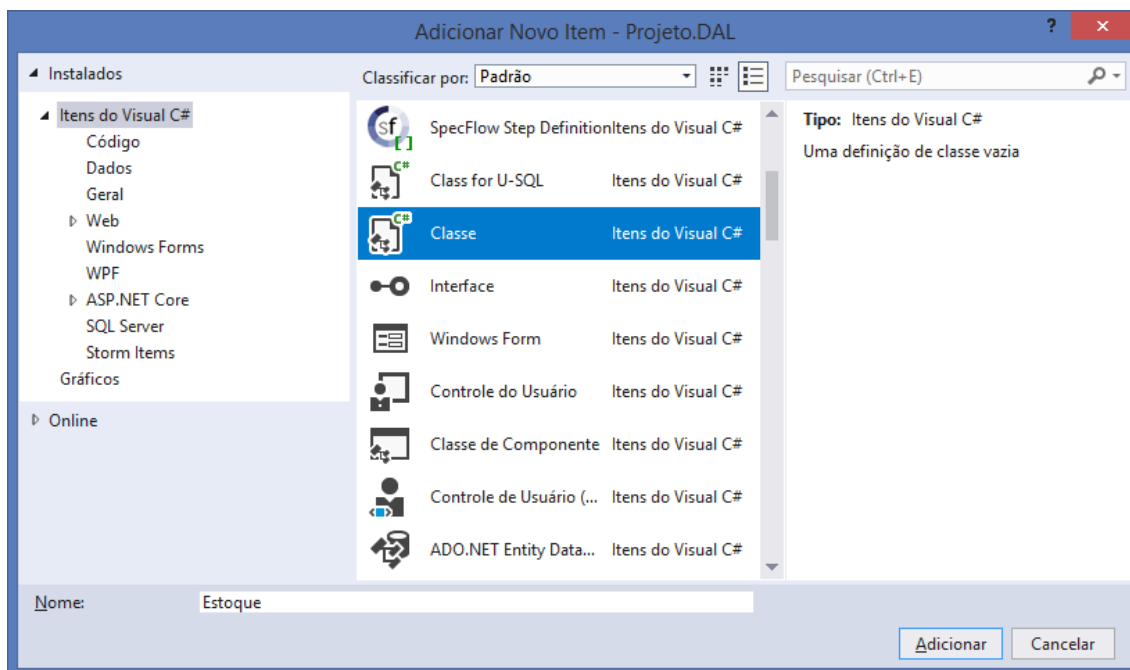 Adicionar Novo Item - Projeto.DAL
?
Instalados
Classificar por: Padrão
Pesquisar (Ctrl+E)
Itens do Visual C#
Código
Dados
Geral
Web
Windows Forms
WPF
ASP.NET Core
SQL Server
Storm Items
Gráficos
Online
SpecFlow Step Definition Itens do Visual C#
Class for U-SQL Itens do Visual C#
Classe Itens do Visual C#
Interface Itens do Visual C#
Windows Form Itens do Visual C#
Controle do Usuário Itens do Visual C#
Classe de Componente Itens do Visual C#
Controle de Usuário (... Itens do Visual C#
ADO.NET Entity Data... Itens do Visual C#
Tipo: Itens do Visual C#
Uma definição de classe vazia
Nome: Estoque
Adicionar Cancelar